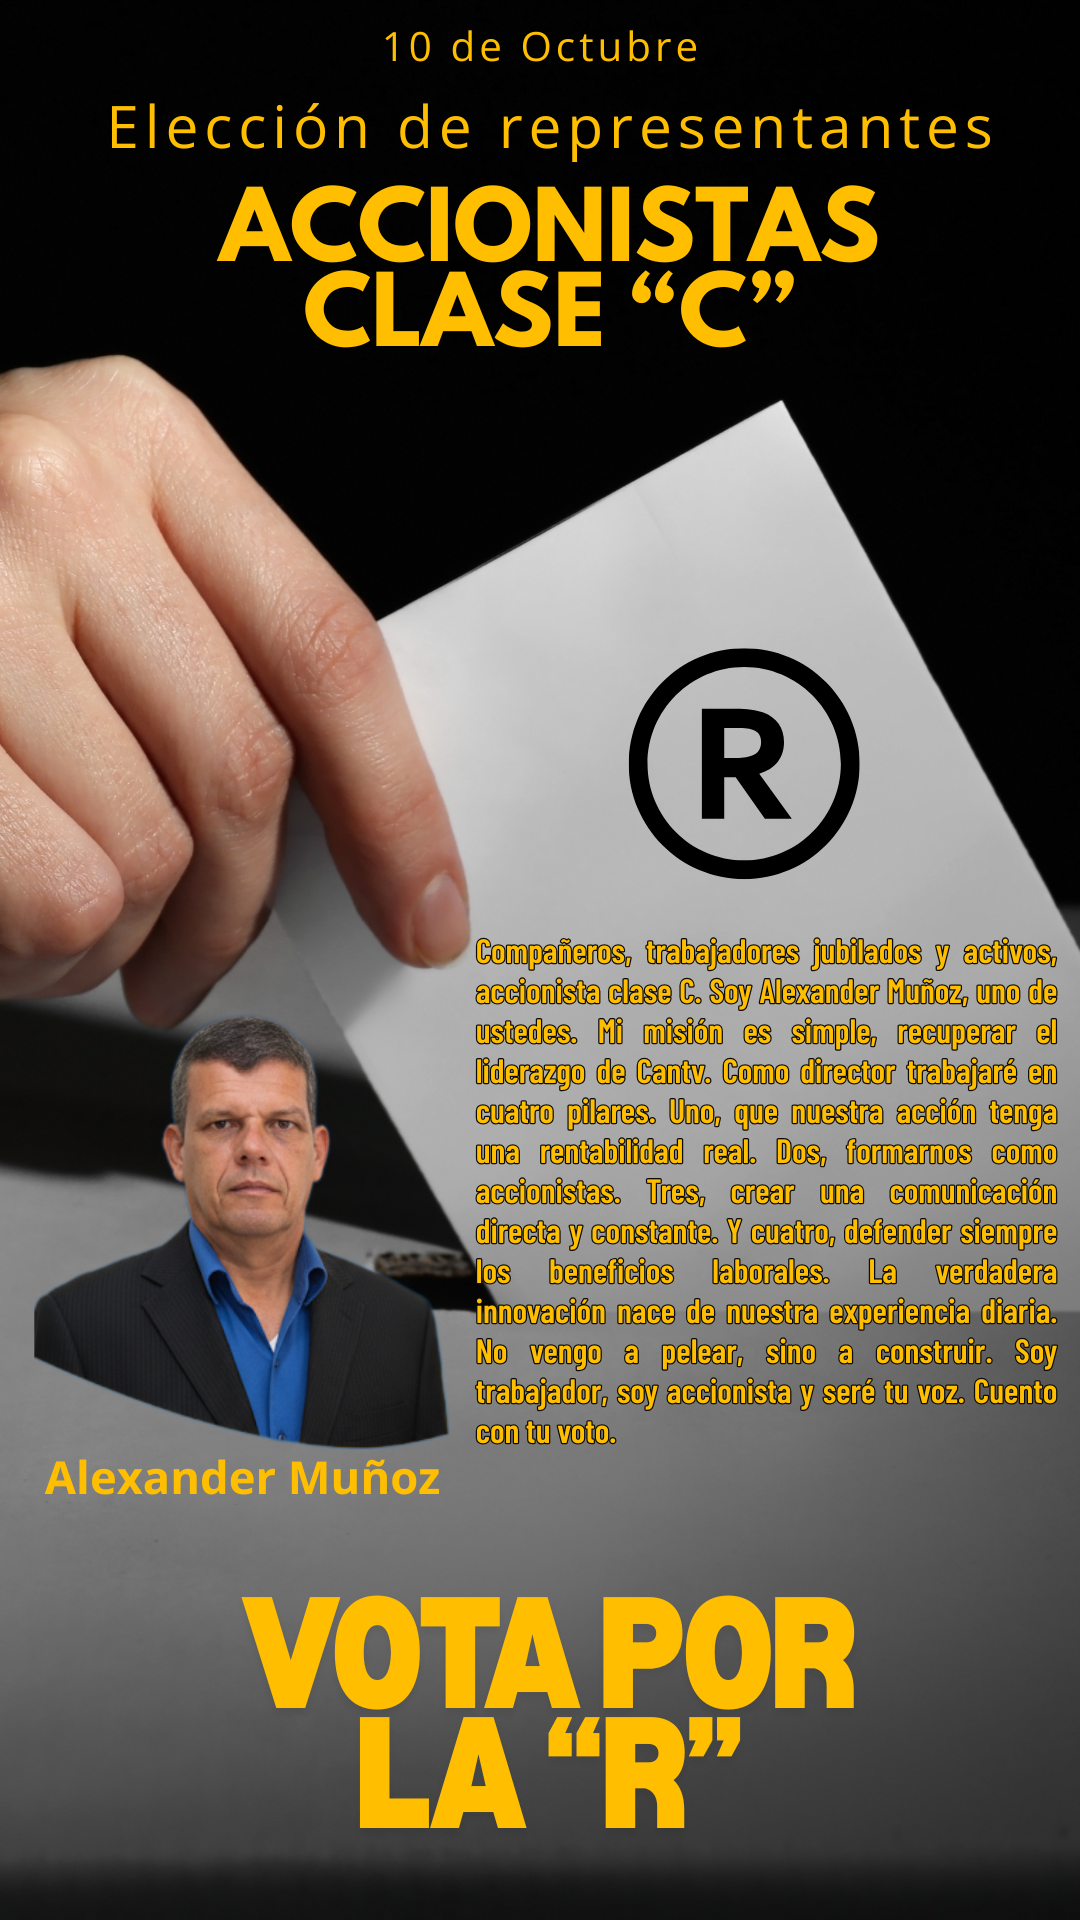 10 de Octubre
Elección de representantes
ACCIONISTAS
CLASE “C”
R
Compañeros, trabajadores jubilados y activos,
accionista clase C. Soy Alexander Muñoz, uno de
ustedes. Mi misión es simple, recuperar el
liderazgo de Cantv. Como director trabajaré en
cuatro pilares. Uno, que nuestra acción tenga
una rentabilidad real. Dos, formarnos como
accionistas. Tres, crear una comunicación
directa y constante. Y cuatro, defender siempre
los beneficios laborales. La verdadera
innovación nace de nuestra experiencia diaria.
No vengo a pelear, sino a construir. Soy
trabajador, soy accionista y seré tu voz. Cuento
con tu voto.
Alexander Muñoz
VOTA POR
LA “R”